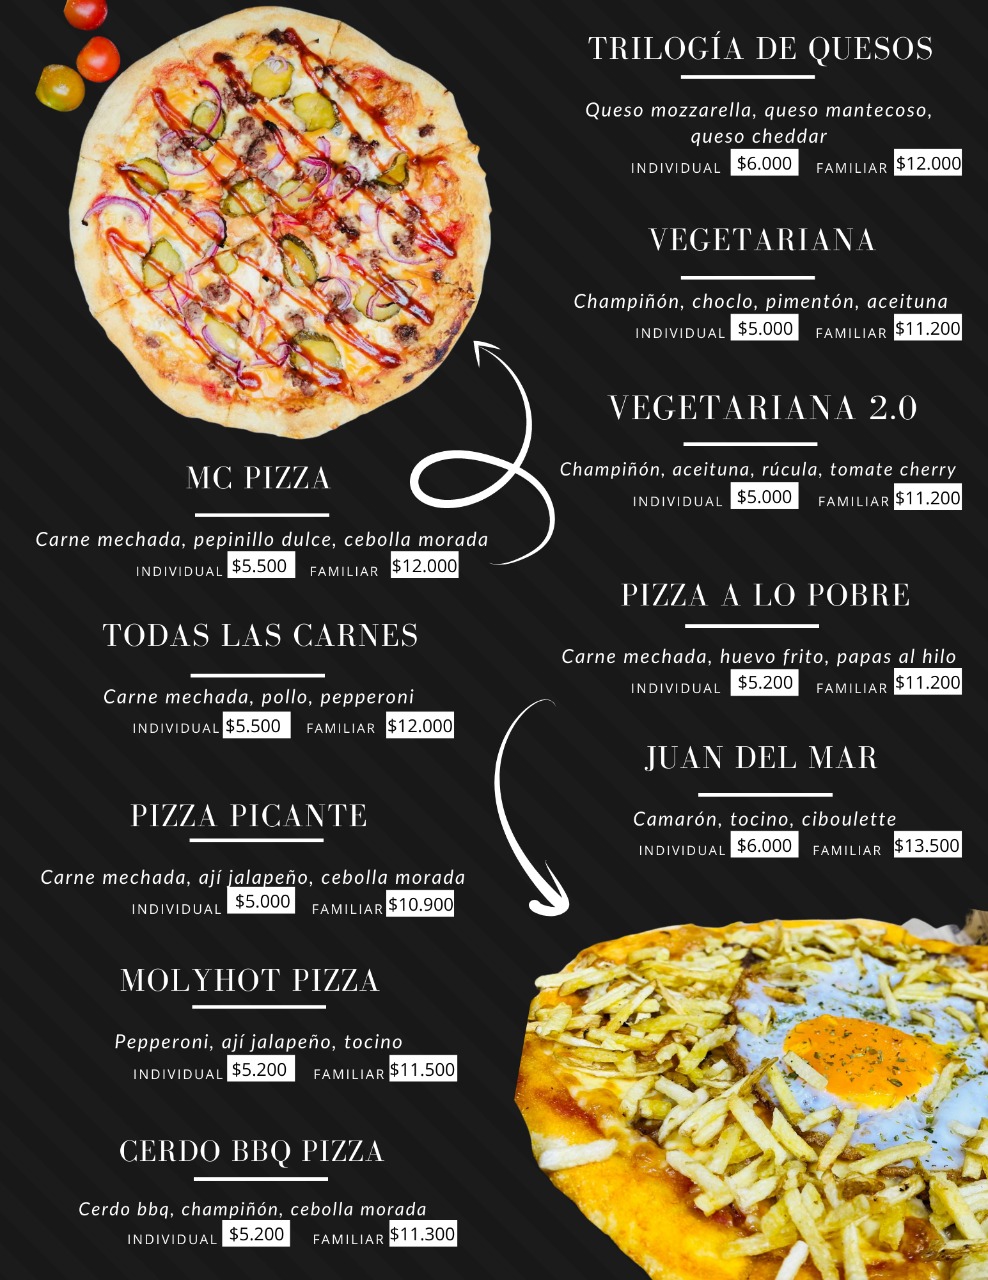 MC PIZZA
Carne mechada, pepinillo dulce, cebolla morada
INDIVIDUAL $5.500 FAMILIAR $12.000
TODAS LAS CARNES
Carne mechada, pollo, pepperoni
INDIVIDUAL $5.500 FAMILIAR $12.000
PIZZA PICANTE
Carne mechada, ají jalapeño, cebolla morada
INDIVIDUAL $5.000 FAMILIAR $10.900
MOLYHOT PIZZA
Pepperoni, ají jalapeño, tocino
INDIVIDUAL $5.200 FAMILIAR $11.500
CERDO BBQ PIZZA
Cerdo bbq, champiñón, cebolla morada
INDIVIDUAL $5.200 FAMILIAR $11.300
TRILOGÍA DE QUESOS
Queso mozzarella, queso mantecoso,
queso cheddar
INDIVIDUAL $6.000 FAMILIAR $12.000
VEGETARIANA
Champiñón, choclo, pimentón, aceituna
INDIVIDUAL $5.000 FAMILIAR $11.200
VEGETARIANA 2.0
Champiñón, aceituna, rúcula, tomate cherry
INDIVIDUAL $5.000 FAMILIAR $11.200
PIZZA A LO POBRE
Carne mechada, huevo frito, papas al hilo
INDIVIDUAL $5.200 FAMILIAR $11.200
JUAN DEL MAR
Camarón, tocino, ciboulette
INDIVIDUAL $6.000 FAMILIAR $13.500